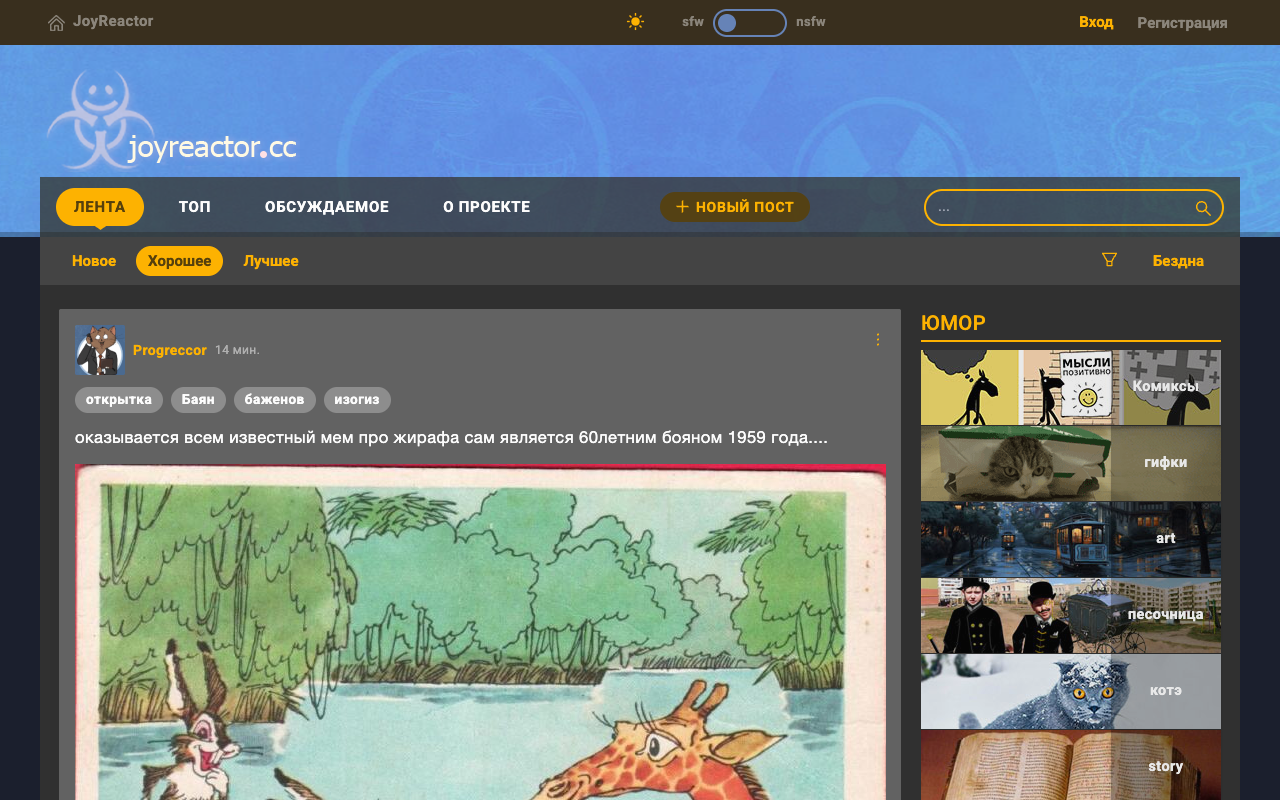 JoyReactor
sfw
nsfw
Вход
Регистрация
joyreactor.cc
ЛЕНТА
ТОП
ОБСУЖДАЕМОЕ
О ПРОЕКТЕ
НОВЫЙ ПОСТ
...
Новое
Хорошее
Лучшее
Бездна
Progreccor 14 мин.
открытка
Баян
баженов
изогиз
оказывается всем известный мем про жирафа сам является 60летним бояном 1959 года....
ЮМОР
МЫСЛИ
ПОЗИТИВНО
Комиксы
гифки
art
песочница
котэ
story